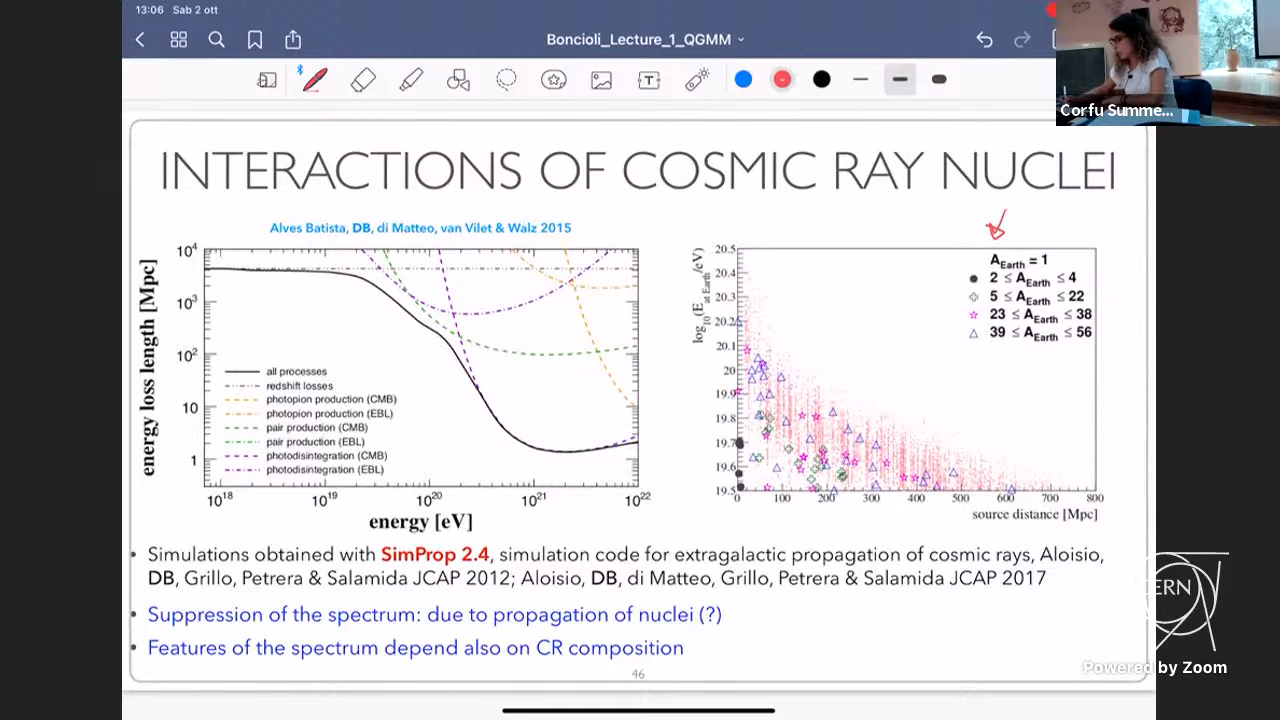 13:06 Sab 2 ott
Boncioli_Lecture_1_QGMM
Corfu Summe...
INTERACTIONS OF COSMIC RAY NUCLEI
Alves Batista, DB, di Matteo, van Vilet & Walz 2015
energy loss length [Mpc]
10⁴
10³
10²
10
1
all processes
redshift losses
photopion production (CMB)
photopion production (EBL)
pair production (CMB)
pair production (EBL)
photodisintegration (CMB)
photodisintegration (EBL)
10¹⁸ 10¹⁹ 10²⁰ 10²¹ 10²²
energy [eV]
log₁₀(E at Earth /eV)
20.5
20.4
20.3
20.2
20.1
20
19.9
19.8
19.7
19.6
19.5
A Earth = 1
2 ≤ A Earth ≤ 4
5 ≤ A Earth ≤ 22
23 ≤ A Earth ≤ 38
39 ≤ A Earth ≤ 56
0 100 200 300 400 500 600 700 800
source distance [Mpc]
• Simulations obtained with SimProp 2.4, simulation code for extragalactic propagation of cosmic rays, Aloisio,
DB, Grillo, Petrera & Salamida JCAP 2012; Aloisio, DB, di Matteo, Grillo, Petrera & Salamida JCAP 2017
• Suppression of the spectrum: due to propagation of nuclei (?)
• Features of the spectrum depend also on CR composition
46
CERN
Powered by Zoom